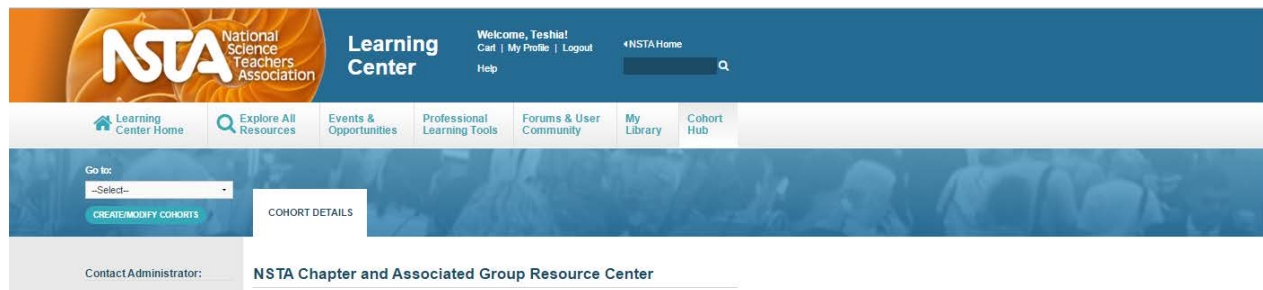 NSTA
National
Science
Teachers
Association
Learning
Center
Welcome, Teshia!
Cart | My Profile | Logout
Help
NSTA Home
Learning
Center Home
Explore All
Resources
Events &
Opportunities
Professional
Learning Tools
Forums & User
Community
My
Library
Cohort
Hub
Go to:
--Select--
CREATE/MODIFY COHORTS
COHORT DETAILS
Contact Administrator:
NSTA Chapter and Associated Group Resource Center